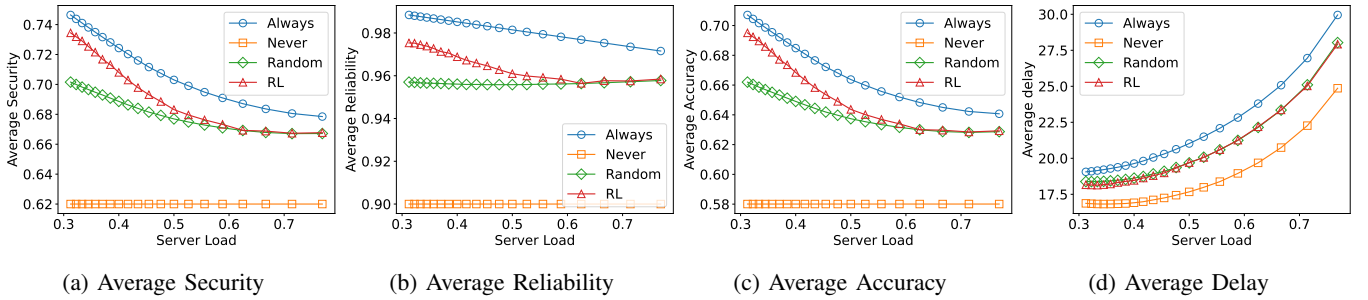 Average Security
0.74
0.72
0.70
0.68
0.66
0.64
0.62
0.3 0.4 0.5 0.6 0.7
Server Load
Always
Never
Random
RL
(a) Average Security
Average Reliability
0.98
0.96
0.94
0.92
0.90
0.3 0.4 0.5 0.6 0.7
Server Load
Always
Never
Random
RL
(b) Average Reliability
Average Accuracy
0.70
0.68
0.66
0.64
0.62
0.60
0.58
0.3 0.4 0.5 0.6 0.7
Server Load
Always
Never
Random
RL
(c) Average Accuracy
Average delay
30.0
27.5
25.0
22.5
20.0
17.5
0.3 0.4 0.5 0.6 0.7
Server Load
Always
Never
Random
RL
(d) Average Delay